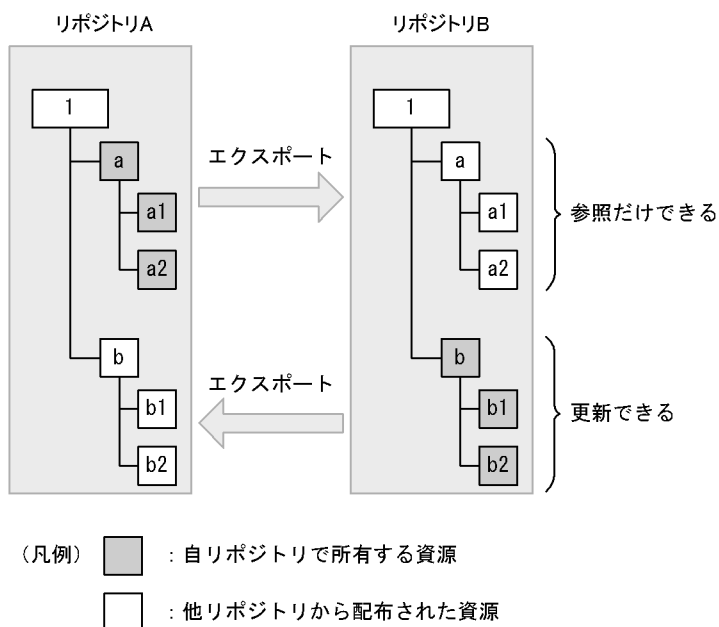 リポジトリA
リポジトリB
1
1
a
エクスポート
a
a1
a1
参照だけできる
a2
a2
b
b
エクスポート
b1
b1
更新できる
b2
b2
（凡例）
：自リポジトリで所有する資源
：他リポジトリから配布された資源